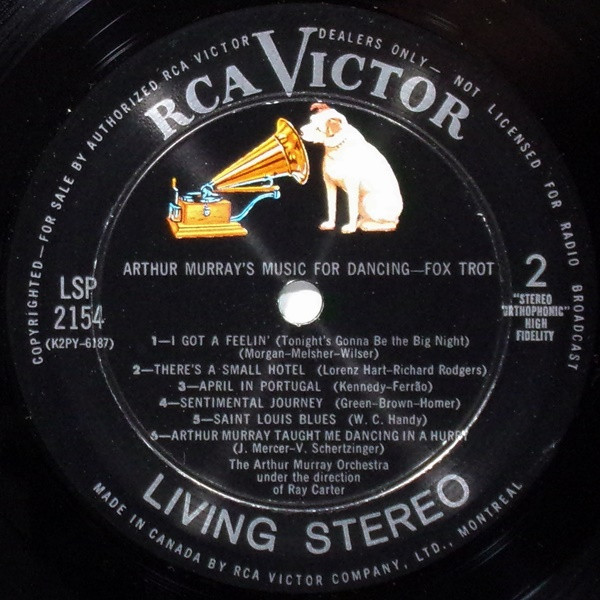 COPYRIGHTED—FOR SALE BY AUTHORIZED RCA VICTOR DEALERS ONLY—NOT LICENSED FOR RADIO BROADCAST
RCA VICTOR
ARTHUR MURRAY'S MUSIC FOR DANCING—FOX TROT
LSP
2154
(K2PY-6187)
2
"STEREO
ORTHOPHONIC"
HIGH
FIDELITY
1—I GOT A FEELIN' (Tonight's Gonna Be the Big Night)
(Morgan-Melsher-Wilser)
2—THERE'S A SMALL HOTEL (Lorenz Hart-Richard Rodgers)
3—APRIL IN PORTUGAL (Kennedy-Ferrão)
4—SENTIMENTAL JOURNEY (Green-Brown-Homer)
5—SAINT LOUIS BLUES (W. C. Handy)
6—ARTHUR MURRAY TAUGHT ME DANCING IN A HURRY
(J. Mercer-V. Schertzinger)
The Arthur Murray Orchestra
under the direction
of Ray Carter
LIVING STEREO
MADE IN CANADA BY RCA VICTOR COMPANY, LTD., MONTREAL